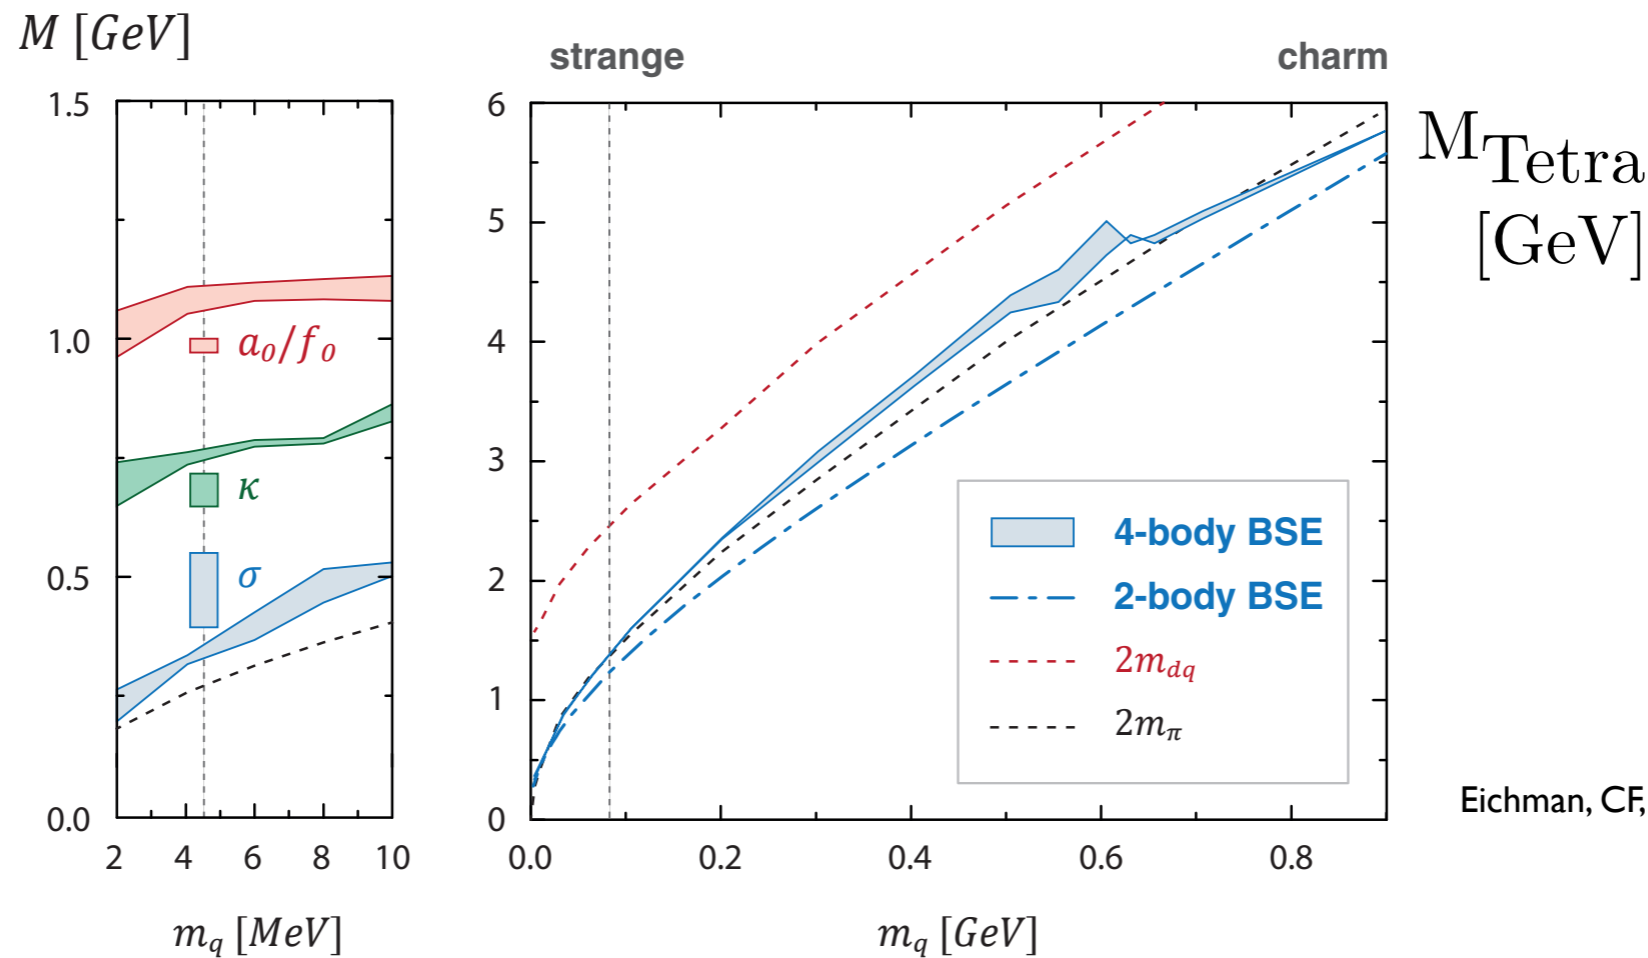 M [GeV]
strange
charm
1.5
1.0
0.5
0.0
2
4
6
8
10
a₀/f₀
κ
σ
m_q [MeV]
6
5
4
3
2
1
0
0.0
0.2
0.4
0.6
0.8
m_q [GeV]
4-body BSE
2-body BSE
2m_dq
2m_π
M_Tetra
[GeV]
Eichman, CF,